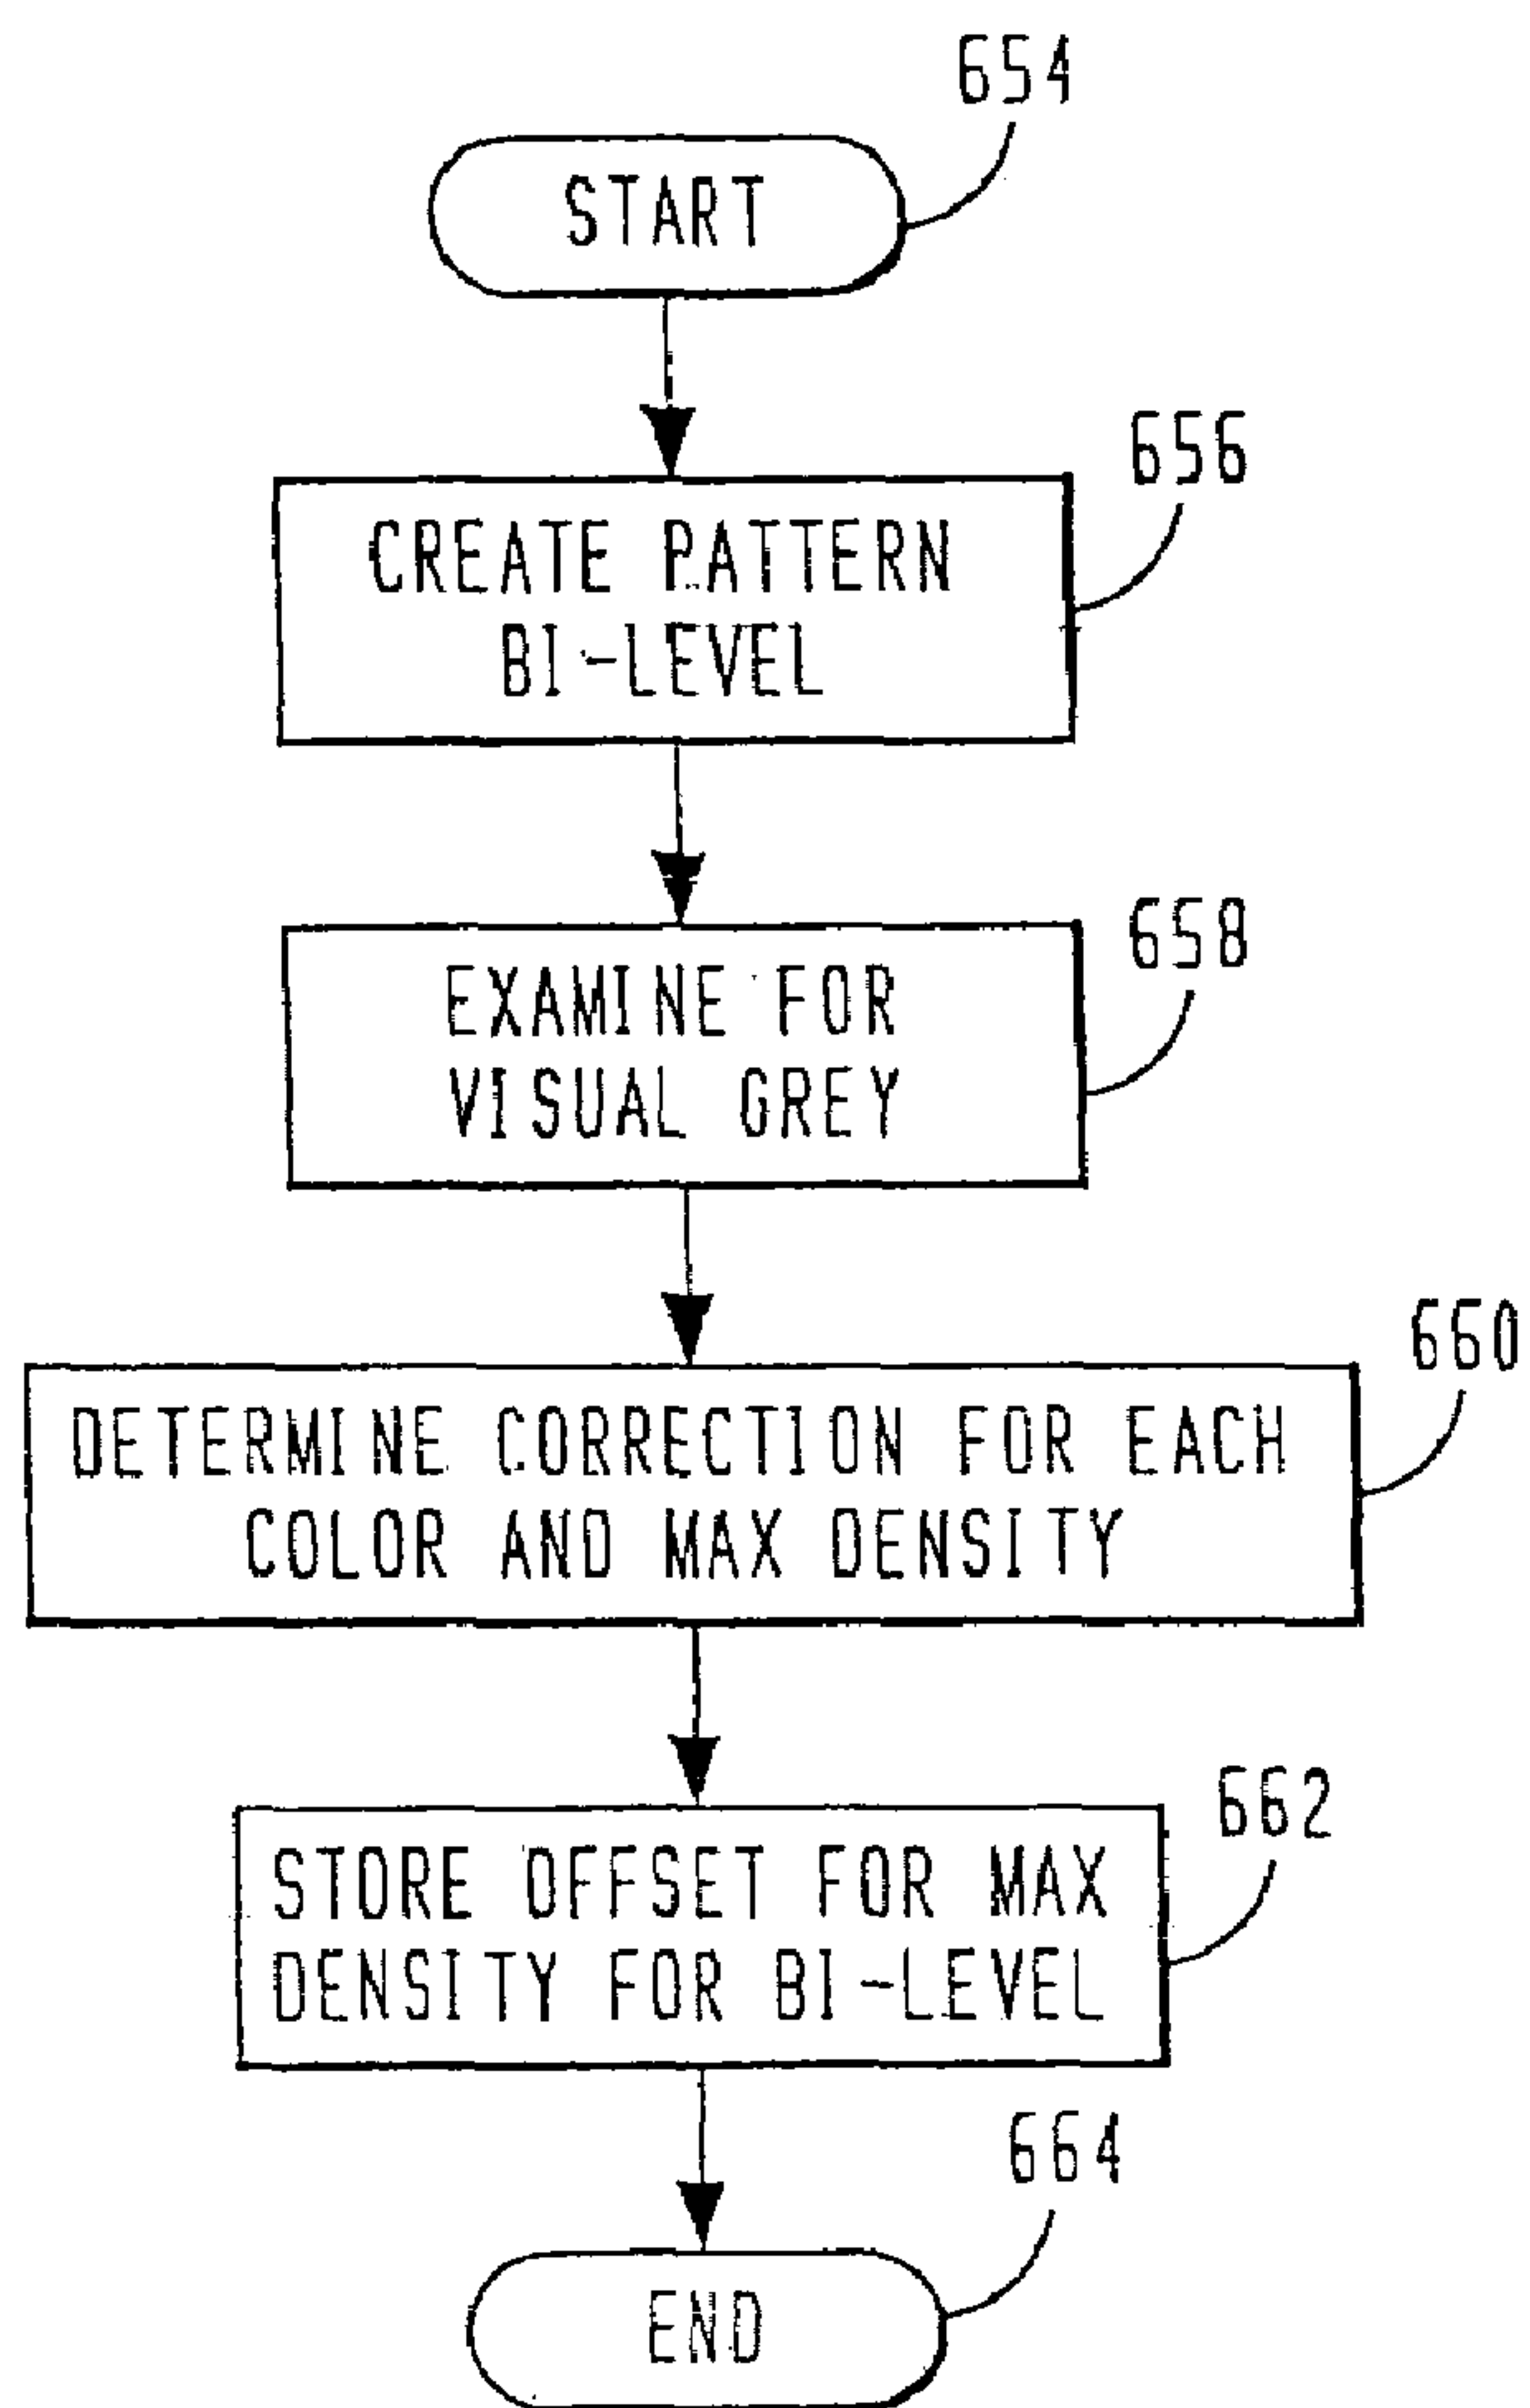 654
START
656
CREATE PATTERN
BI-LEVEL
658
EXAMINE FOR
VISUAL GREY
660
DETERMINE CORRECTION FOR EACH
COLOR AND MAX DENSITY
662
STORE OFFSET FOR MAX
DENSITY FOR BI-LEVEL
664
END